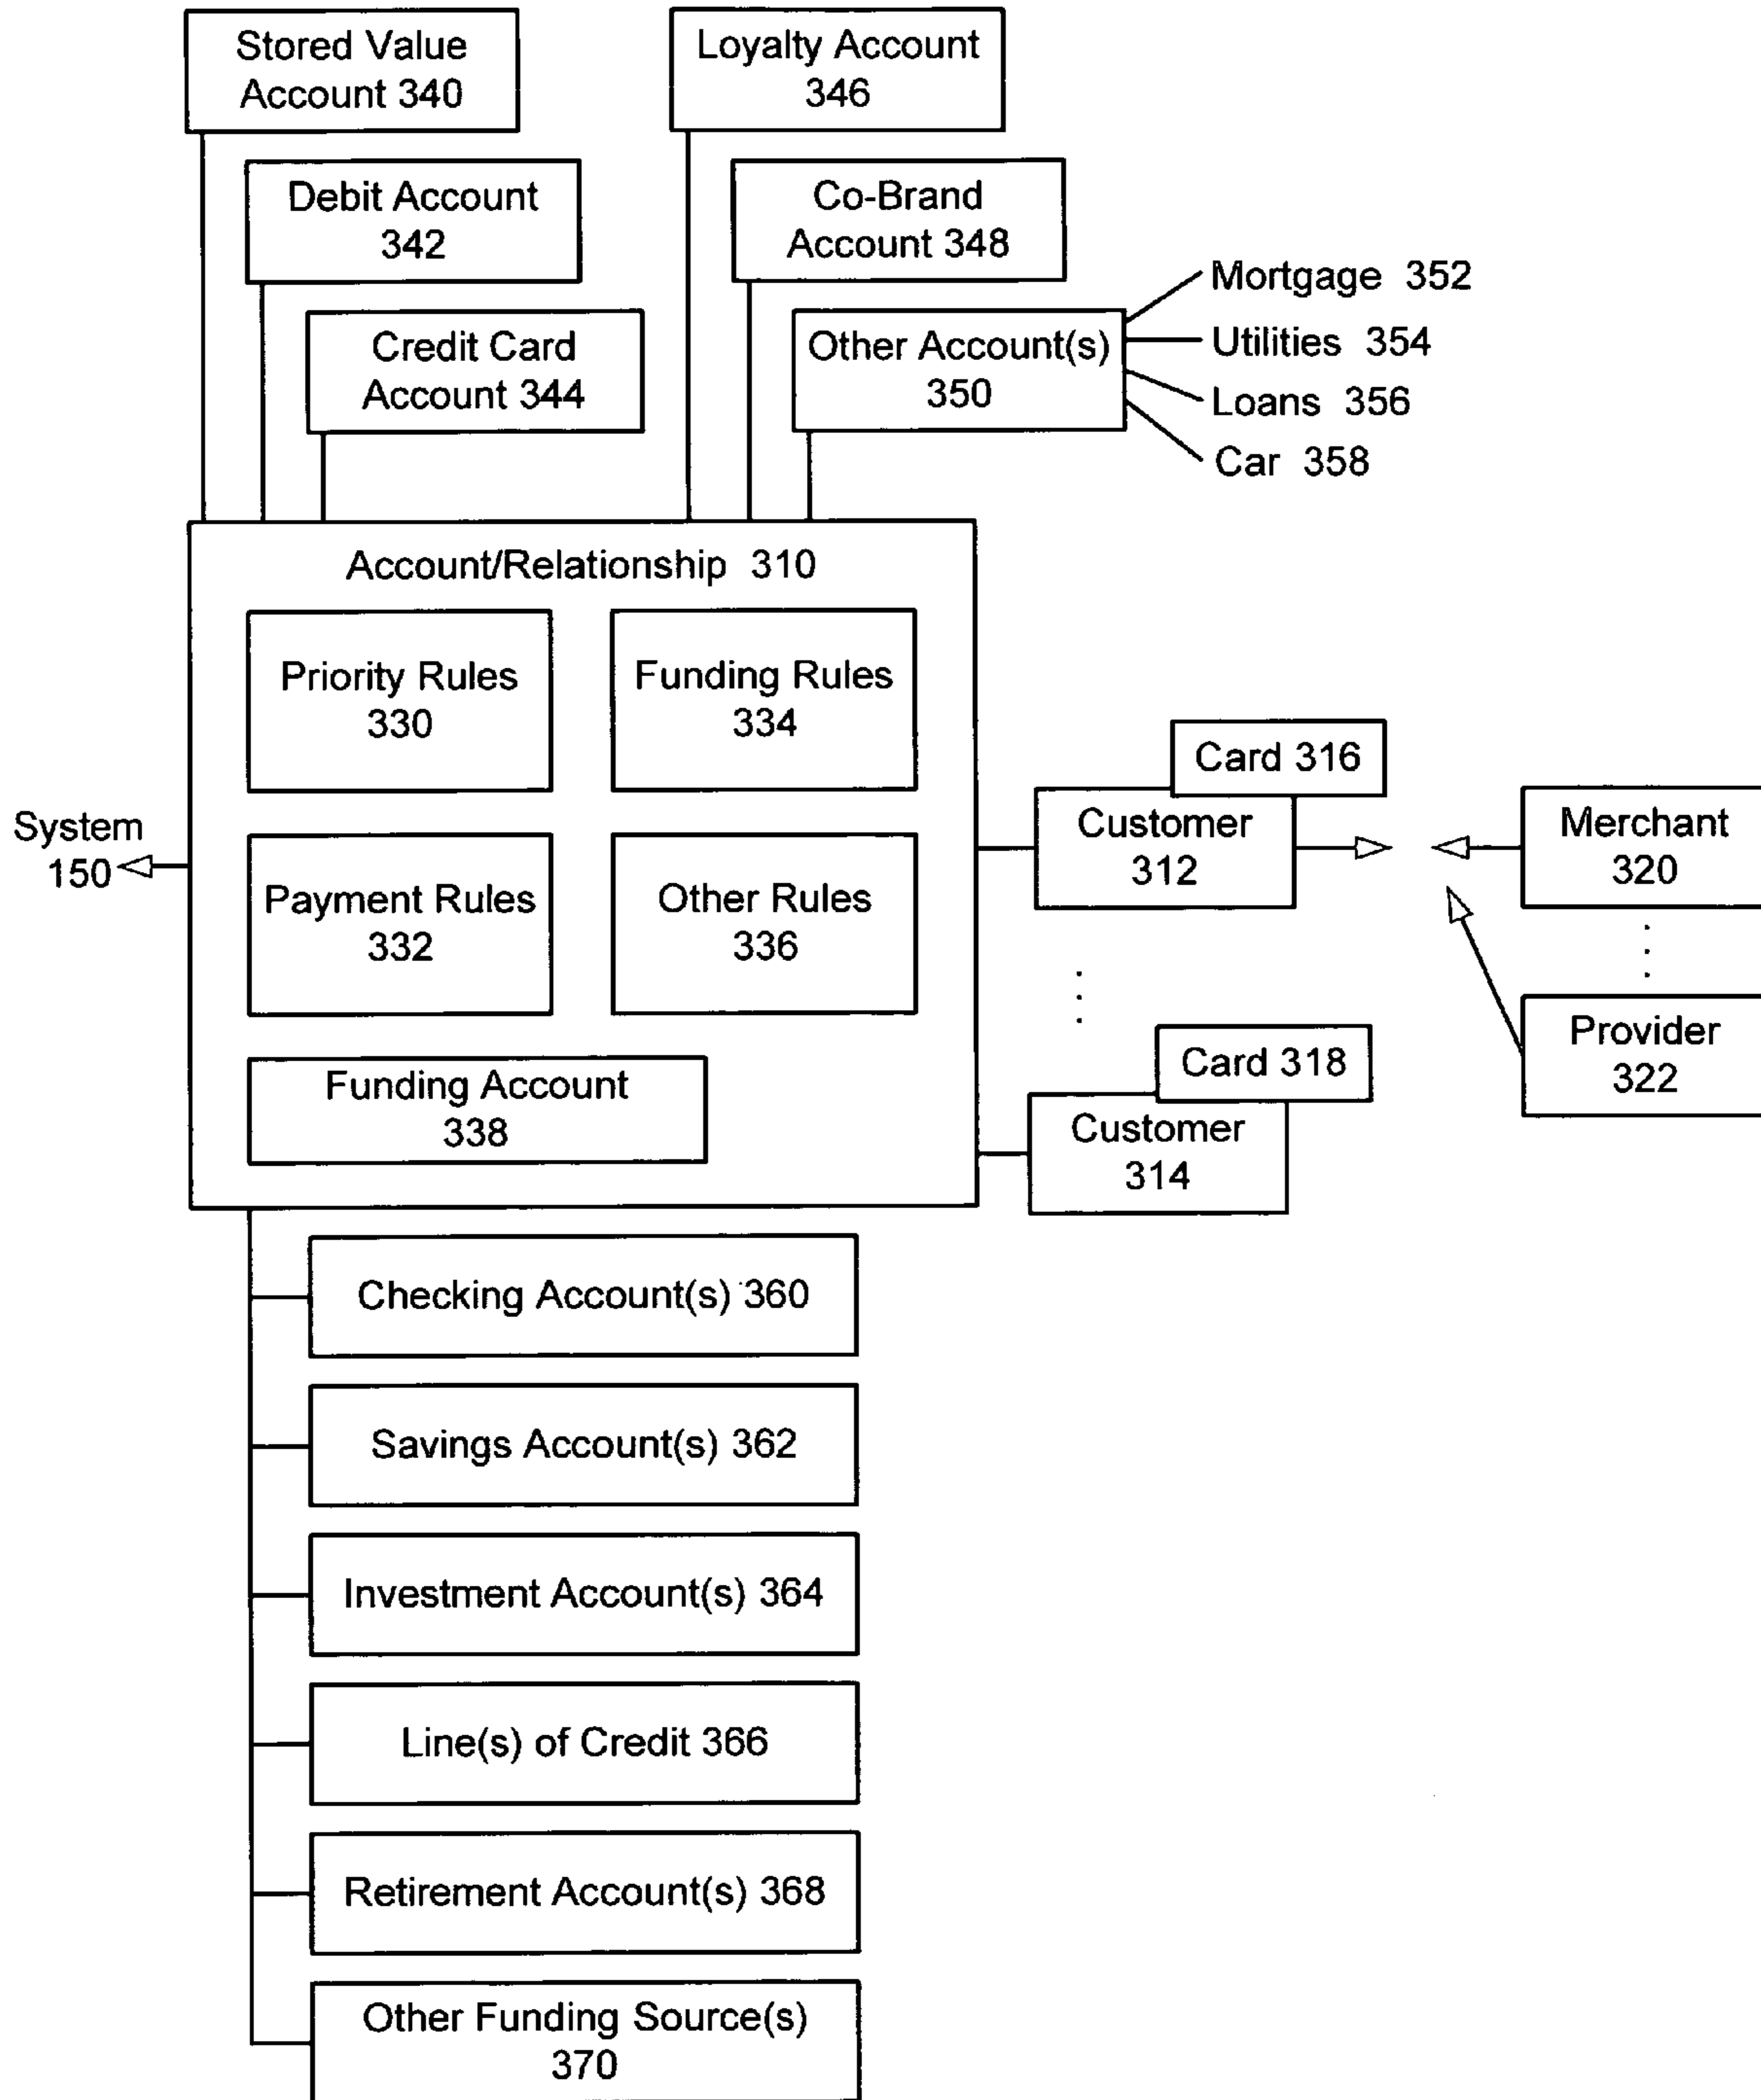 Stored Value
Account 340
Loyalty Account
346
Debit Account
342
Co-Brand
Account 348
Credit Card
Account 344
Other Account(s)
350
Mortgage 352
Utilities 354
Loans 356
Car 358
Account/Relationship 310
Priority Rules
330
Funding Rules
334
Payment Rules
332
Other Rules
336
Funding Account
338
System
150
Card 316
Customer
312
Merchant
320
Card 318
Customer
314
Provider
322
Checking Account(s) 360
Savings Account(s) 362
Investment Account(s) 364
Line(s) of Credit 366
Retirement Account(s) 368
Other Funding Source(s)
370